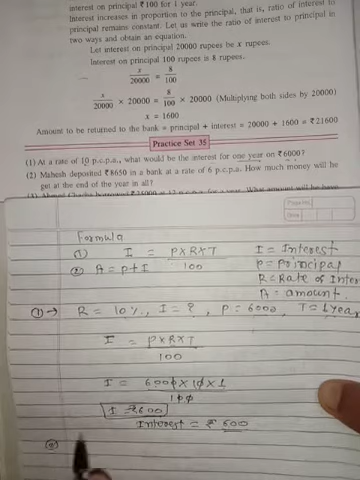 interest on principal ₹100 for 1 year.
Interest increases in proportion to the principal, that is, ratio of interest to
principal remains constant. Let us write the ratio of interest to principal in
two ways and obtain an equation.
Let interest on principal 20000 rupees be x rupees.
Interest on principal 100 rupees is 8 rupees.
x/20000 = 8/100
x/20000 × 20000 = 8/100 × 20000 (Multiplying both sides by 20000)
x = 1600
Amount to be returned to the bank = principal + interest = 20000 + 1600 = ₹21600
Practice Set 35
(1) At a rate of 10 p.c.p.a., what would be the interest for one year on ₹6000?
(2) Mahesh deposited ₹8650 in a bank at a rate of 6 p.c.p.a. How much money will he
get at the end of the year in all?
Page No.
Date
Formula
① I = P×R×T/100 I = Interest
② A = P+I P = Principal
R = Rate of Inter
A = amount.
①→ R = 10%, I = ?, P = 6000, T = 1 year
I = P×R×T/100
I = 6000×10×1/100
I = ₹600
Interest = ₹ 600
②